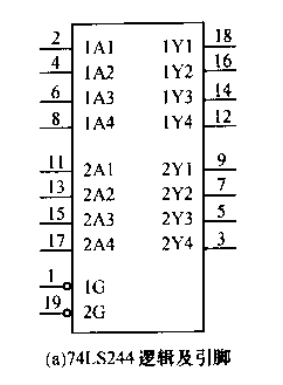 2 1A1 1Y1 18
4 1A2 1Y2 16
6 1A3 1Y3 14
8 1A4 1Y4 12
11 2A1 2Y1 9
13 2A2 2Y2 7
15 2A3 2Y3 5
17 2A4 2Y4 3
1 1G
19 2G
(a)74LS244 逻辑及引脚